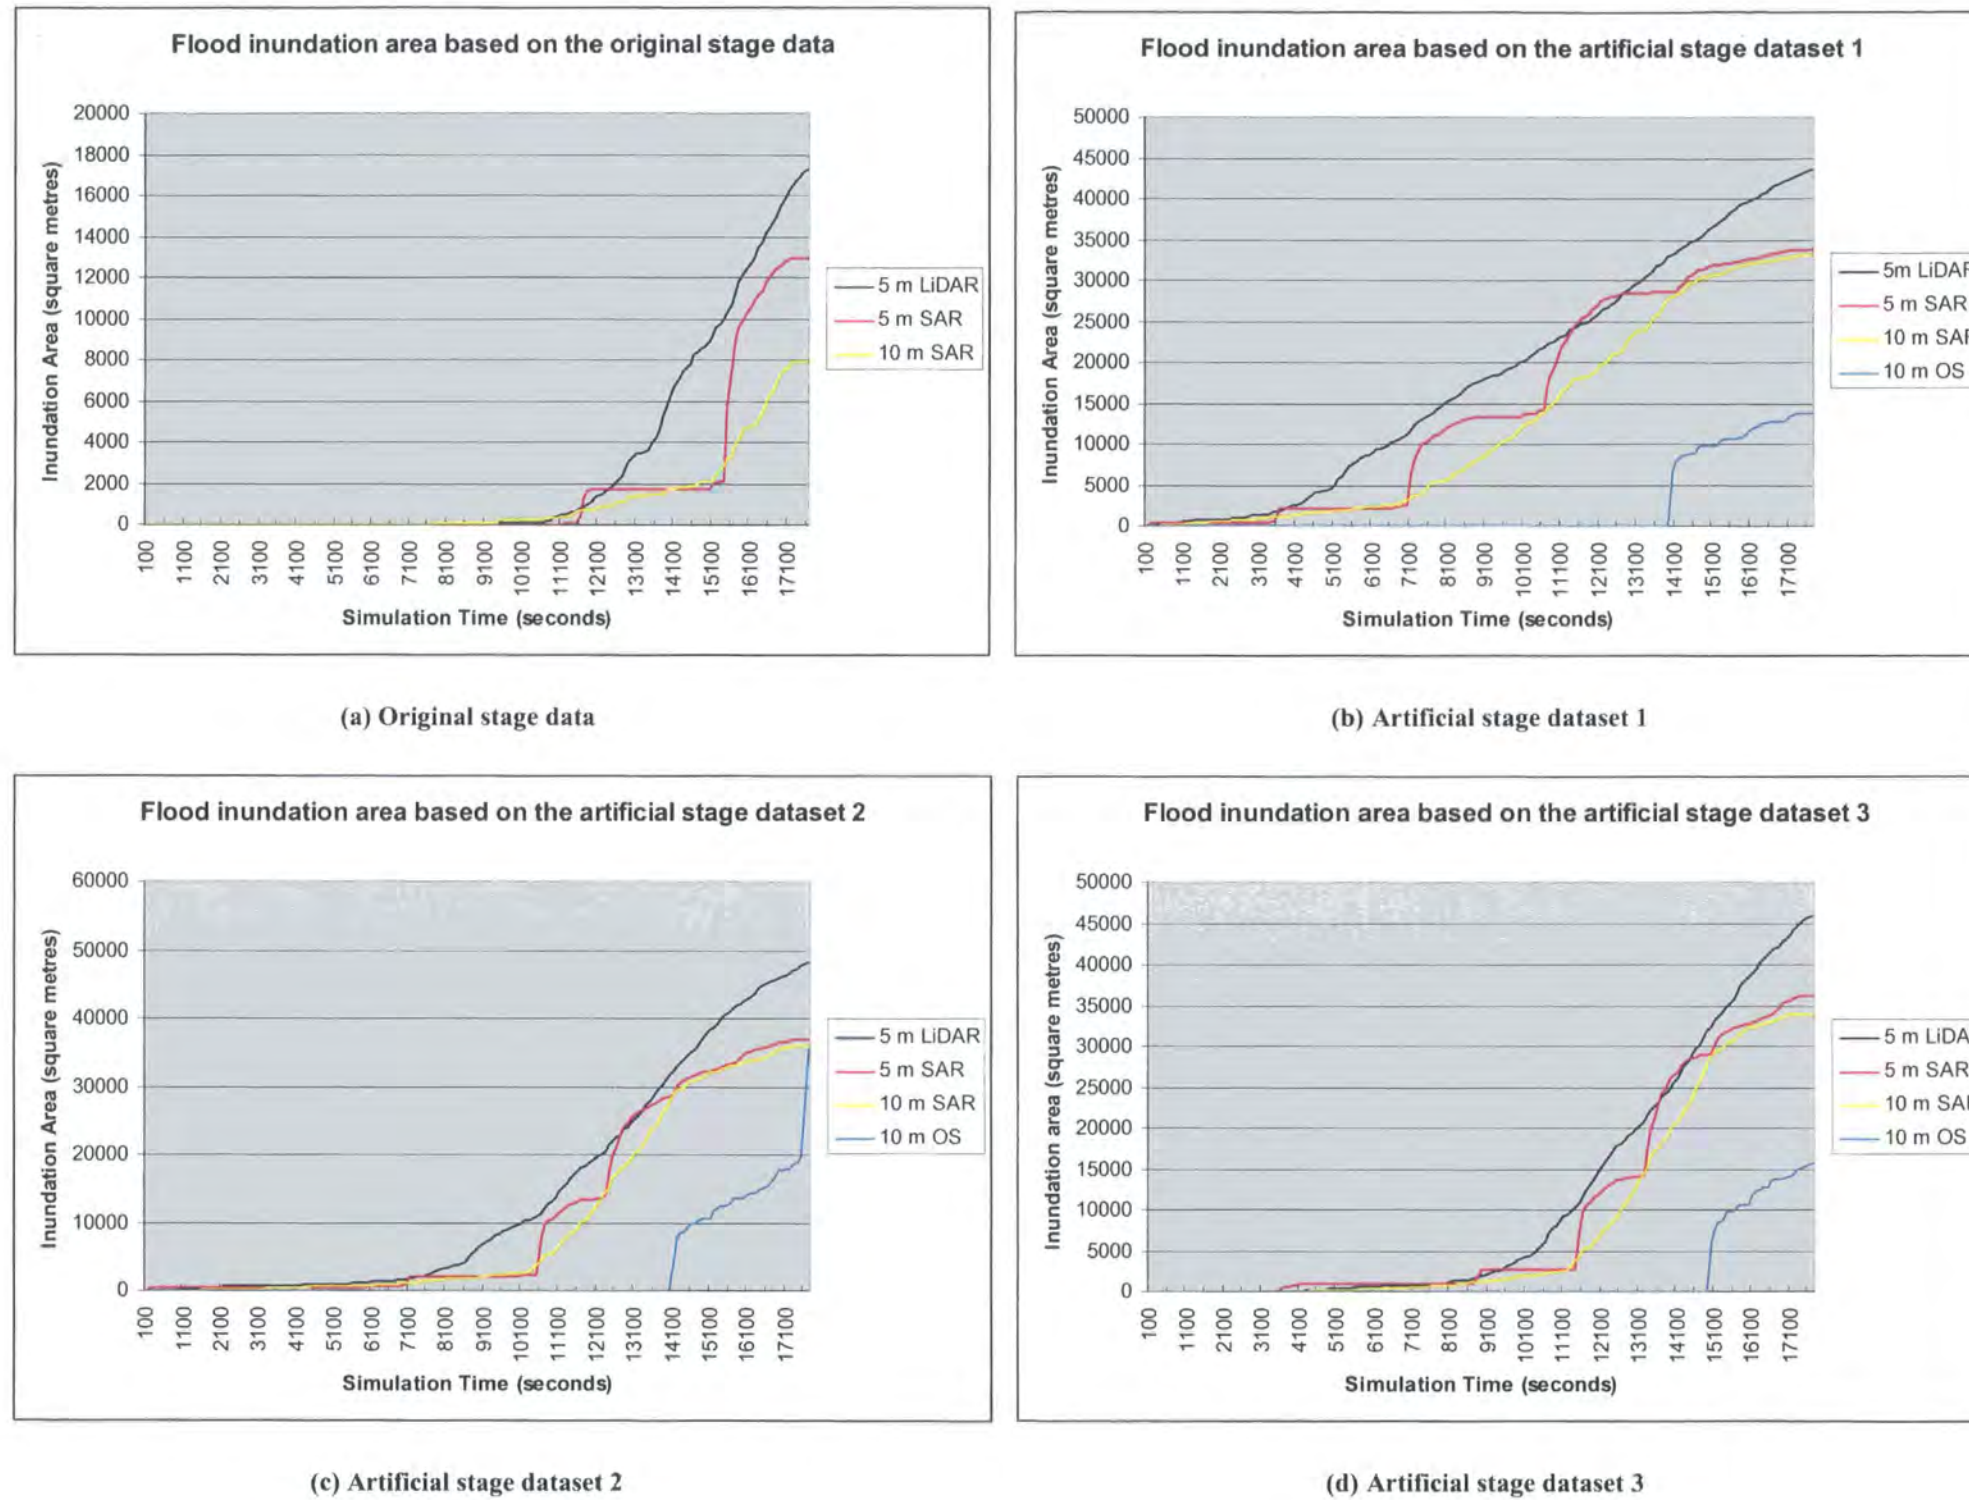 Flood inundation area based on the original stage data
20000
18000
16000
14000
12000
10000
8000
6000
4000
2000
0
Inundation Area (square metres)
100 1100 2100 3100 4100 5100 6100 7100 8100 9100 10100 11100 12100 13100 14100 15100 16100 17100
Simulation Time (seconds)
5 m LiDAR
5 m SAR
10 m SAR
(a) Original stage data
Flood inundation area based on the artificial stage dataset 1
50000
45000
40000
35000
30000
25000
20000
15000
10000
5000
0
Inundation Area (square metres)
100 1100 2100 3100 4100 5100 6100 7100 8100 9100 10100 11100 12100 13100 14100 15100 16100 17100
Simulation Time (seconds)
5m LiDAR
5 m SAR
10 m SAR
10 m OS
(b) Artificial stage dataset 1
Flood inundation area based on the artificial stage dataset 2
60000
50000
40000
30000
20000
10000
0
Inundation Area (square metres)
100 1100 2100 3100 4100 5100 6100 7100 8100 9100 10100 11100 12100 13100 14100 15100 16100 17100
Simulation Time (seconds)
5 m LiDAR
5 m SAR
10 m SAR
10 m OS
(c) Artificial stage dataset 2
Flood inundation area based on the artificial stage dataset 3
50000
45000
40000
35000
30000
25000
20000
15000
10000
5000
0
Inundation area (square metres)
100 1100 2100 3100 4100 5100 6100 7100 8100 9100 10100 11100 12100 13100 14100 15100 16100 17100
Simulation Time (seconds)
5 m LiDA
5 m SAR
10 m SAR
10 m OS
(d) Artificial stage dataset 3